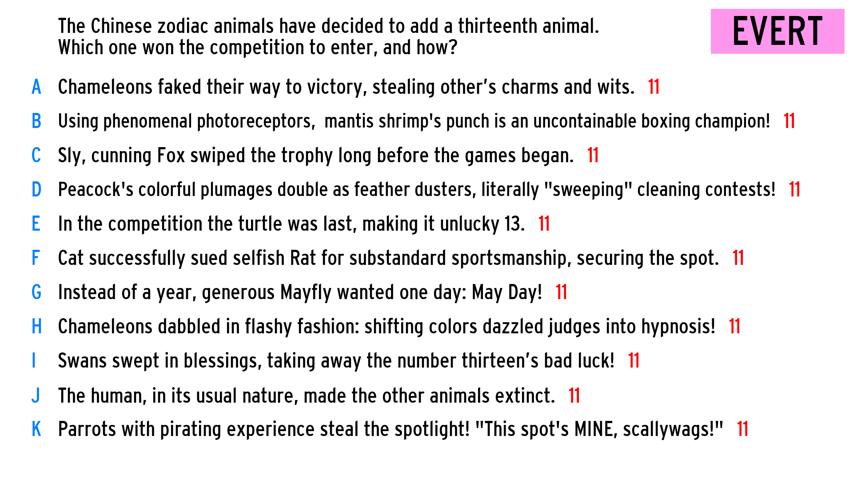 The Chinese zodiac animals have decided to add a thirteenth animal.
Which one won the competition to enter, and how?
EVERT
A Chameleons faked their way to victory, stealing other's charms and wits. 11
B Using phenomenal photoreceptors, mantis shrimp's punch is an uncontainable boxing champion! 11
C Sly, cunning Fox swiped the trophy long before the games began. 11
D Peacock's colorful plumages double as feather dusters, literally "sweeping" cleaning contests! 11
E In the competition the turtle was last, making it unlucky 13. 11
F Cat successfully sued selfish Rat for substandard sportsmanship, securing the spot. 11
G Instead of a year, generous Mayfly wanted one day: May Day! 11
H Chameleons dabbled in flashy fashion: shifting colors dazzled judges into hypnosis! 11
I Swans swept in blessings, taking away the number thirteen's bad luck! 11
J The human, in its usual nature, made the other animals extinct. 11
K Parrots with pirating experience steal the spotlight! "This spot's MINE, scallywags!" 11